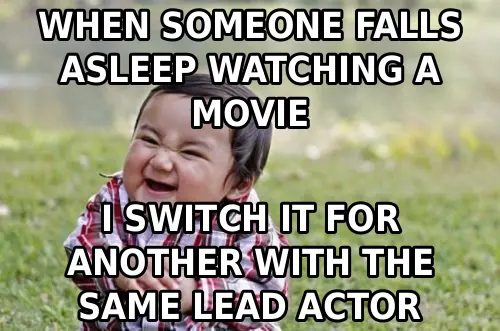 WHEN SOMEONE FALLS
ASLEEP WATCHING A
MOVIE
I SWITCH IT FOR
ANOTHER WITH THE
SAME LEAD ACTOR